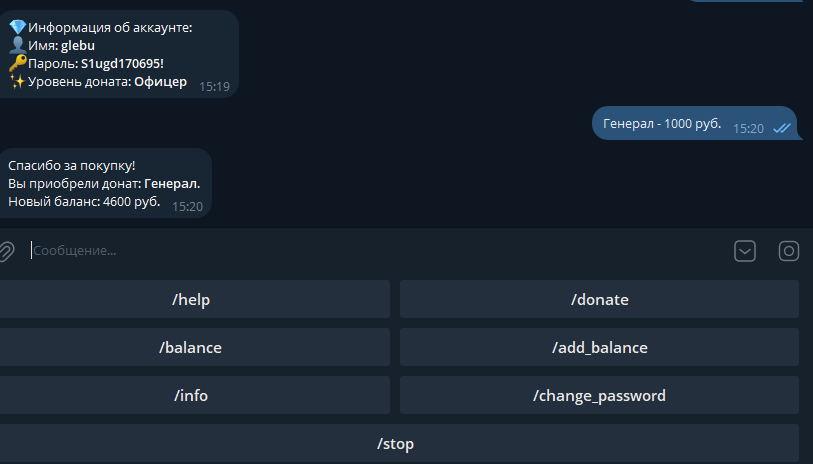 💎Информация об аккаунте:
👤Имя: glebu
🔑Пароль: S1ugd170695!
✨Уровень доната: Офицер
15:19
Генерал - 1000 руб.
15:20
Спасибо за покупку!
Вы приобрели донат: Генерал.
Новый баланс: 4600 руб.
15:20
Сообщение...
/help
/donate
/balance
/add_balance
/info
/change_password
/stop